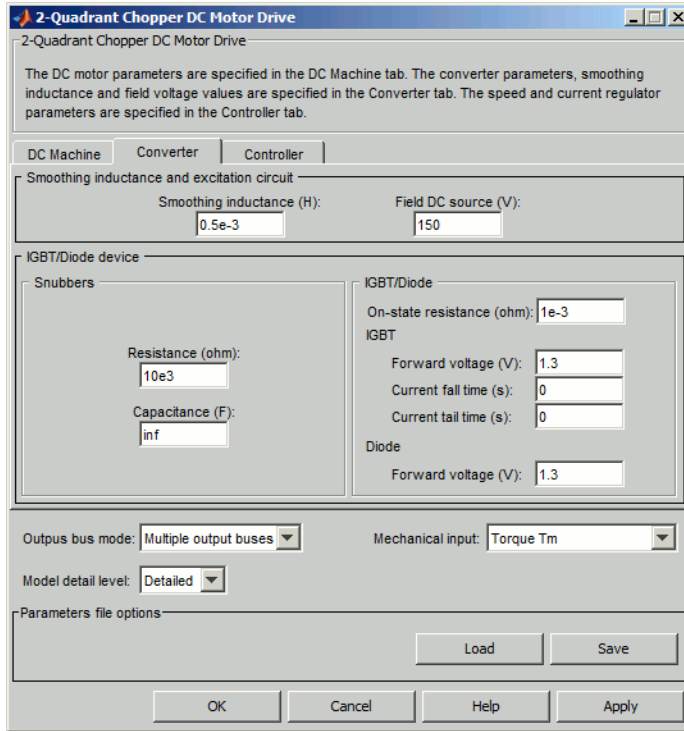 2-Quadrant Chopper DC Motor Drive
2-Quadrant Chopper DC Motor Drive
The DC motor parameters are specified in the DC Machine tab. The converter parameters, smoothing
inductance and field voltage values are specified in the Converter tab. The speed and current regulator
parameters are specified in the Controller tab.
DC Machine Converter Controller
Smoothing inductance and excitation circuit
Smoothing inductance (H): Field DC source (V):
0.5e-3 150
IGBT/Diode device
Snubbers IGBT/Diode
On-state resistance (ohm): 1e-3
IGBT
Resistance (ohm): Forward voltage (V): 1.3
10e3 Current fall time (s): 0
Capacitance (F): Current tail time (s): 0
inf Diode
Forward voltage (V): 1.3
Outpus bus mode: Multiple output buses Mechanical input: Torque Tm
Model detail level: Detailed
Parameters file options
Load Save
OK Cancel Help Apply